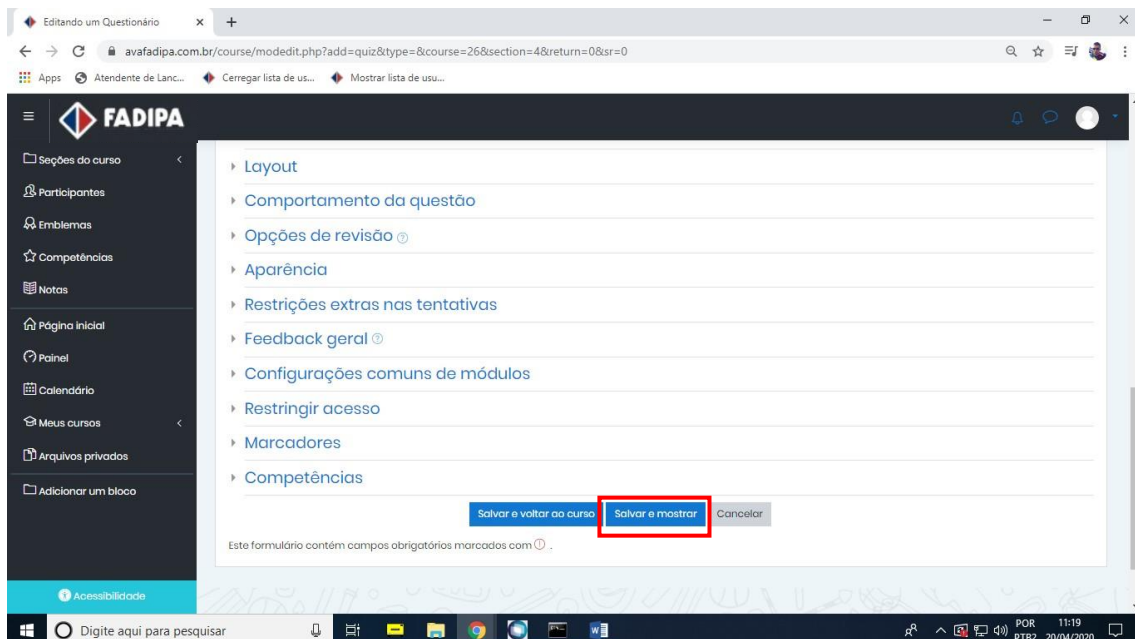 Editando um Questionário
avafadipa.com.br/course/modedit.php?add=quiz&type=&course=26&section=4&return=0&sr=0
Apps Atendente de Lanc... Cerregar lista de us... Mostrar lista de usu...
FADIPA
Seções do curso
Participantes
Emblemas
Competências
Notas
Página inicial
Painel
Calendário
Meus cursos
Arquivos privados
Adicionar um bloco
Acessibilidade
Layout
Comportamento da questão
Opções de revisão
Aparência
Restrições extras nas tentativas
Feedback geral
Configurações comuns de módulos
Restringir acesso
Marcadores
Competências
Salvar e voltar ao curso Salvar e mostrar Cancelar
Este formulário contém campos obrigatórios marcados com .
Digite aqui para pesquisar
POR 11:19
PTB2 20/04/2020